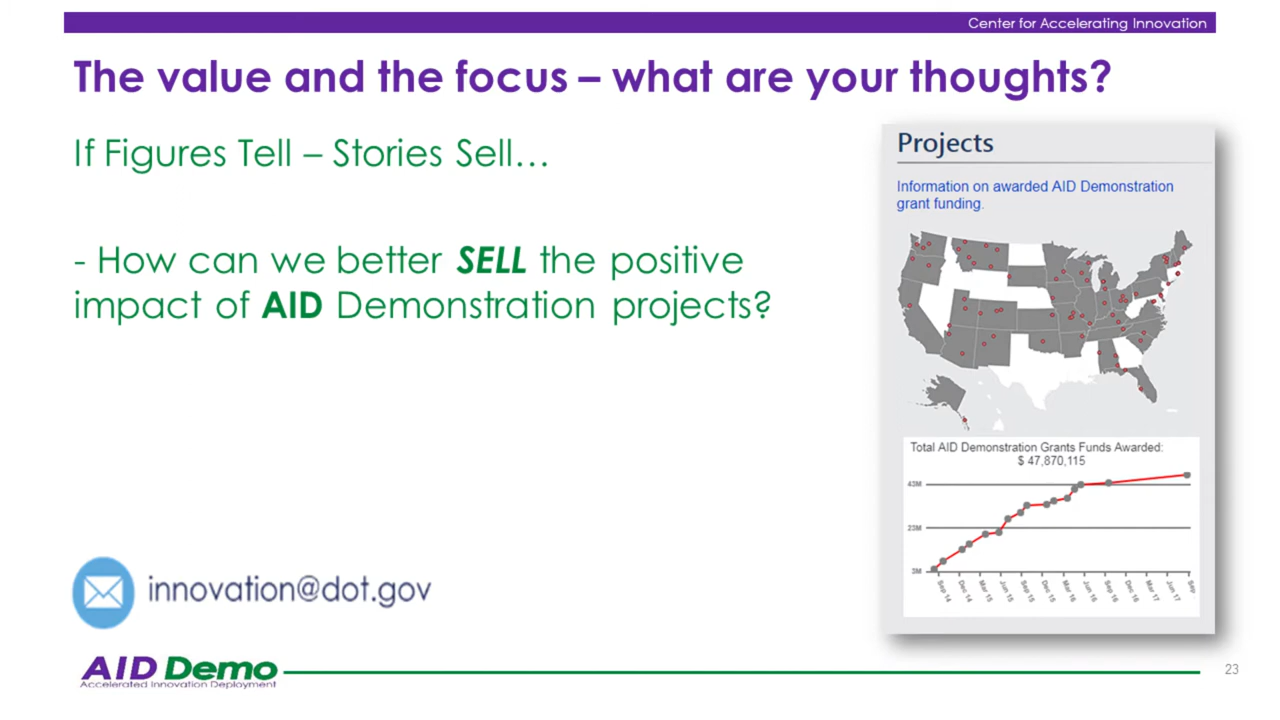 Center for Accelerating Innovation
The value and the focus – what are your thoughts?
If Figures Tell – Stories Sell…
- How can we better SELL the positive
impact of AID Demonstration projects?
Projects
Information on awarded AID Demonstration
grant funding.
Total AID Demonstration Grants Funds Awarded:
$ 47,870,115
43M
23M
3M
Sep 14 Dec 14 Mar 15 Jun 15 Sep 15 Dec 15 Mar 16 Jun 16 Sep 16 Dec 16 Mar 17 Jun 17 Sep
innovation@dot.gov
AID Demo
Accelerated Innovation Deployment
23